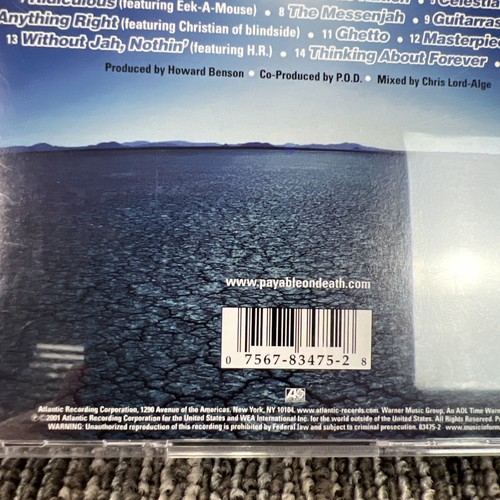 Ridiculous (featuring Eek-A-Mouse) • 8 The Messenjah • 9 Guitarras
Anything Right (featuring Christian of blindside) • 11 Ghetto • 12 Masterpiec
13 Without Jah, Nothin' (featuring H.R.) • 14 Thinking About Forever •
Produced by Howard Benson • Co-Produced by P.O.D. • Mixed by Chris Lord-Alge
www.payableondeath.com
0 7567-83475-2 8
Atlantic Recording Corporation, 1290 Avenue of the Americas, New York, NY 10104. www.atlantic-records.com. Warner Music Group, An AOL Time Warn
℗©2001 Atlantic Recording Corporation for the United States and WEA International Inc. for the world outside of the United States. All Rights Reserved. Print
WARNING: Unauthorized reproduction of this recording is prohibited by Federal law and subject to criminal prosecution. 83475-2 www.musicinform